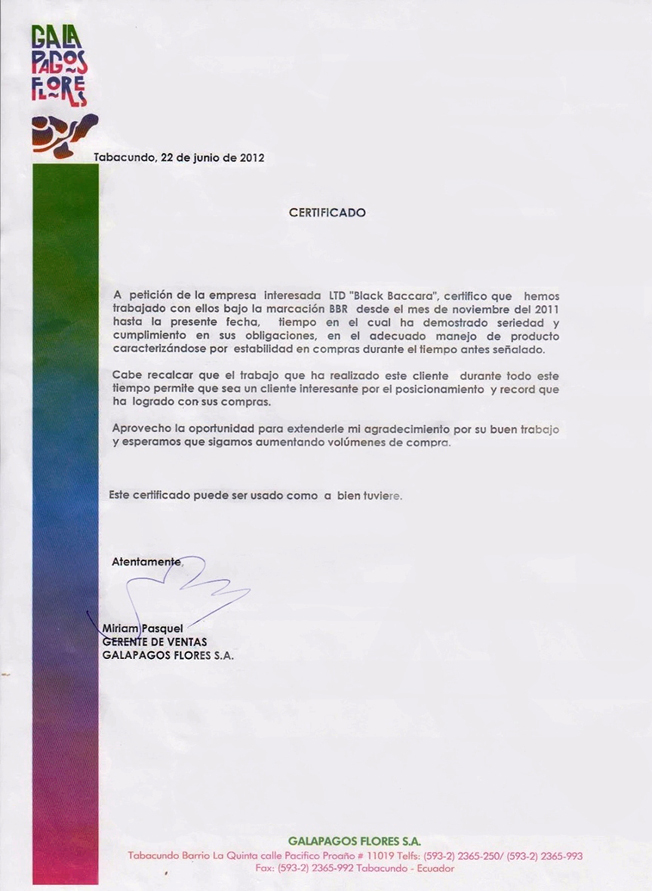 GALA
PAGOS
FLORES
Tabacundo, 22 de junio de 2012
CERTIFICADO
A petición de la empresa interesada LTD "Black Baccara", certifico que hemos
trabajado con ellos bajo la marcación BBR desde el mes de noviembre del 2011
hasta la presente fecha, tiempo en el cual ha demostrado seriedad y
cumplimiento en sus obligaciones, en el adecuado manejo de producto
caracterizándose por estabilidad en compras durante el tiempo antes señalado.
Cabe recalcar que el trabajo que ha realizado este cliente durante todo este
tiempo permite que sea un cliente interesante por el posicionamiento y record que
ha logrado con sus compras.
Aprovecho la oportunidad para extenderle mi agradecimiento por su buen trabajo
y esperamos que sigamos aumentando volúmenes de compra.
Este certificado puede ser usado como a bien tuviere.
Atentamente,
Miriam Pasquel
GERENTE DE VENTAS
GALAPAGOS FLORES S.A.
GALAPAGOS FLORES S.A.
Tabacundo Barrio La Quinta calle Pacifico Proaño # 11019 Telfs: (593-2) 2365-250/ (593-2) 2365-993
Fax: (593-2) 2365-992 Tabacundo - Ecuador